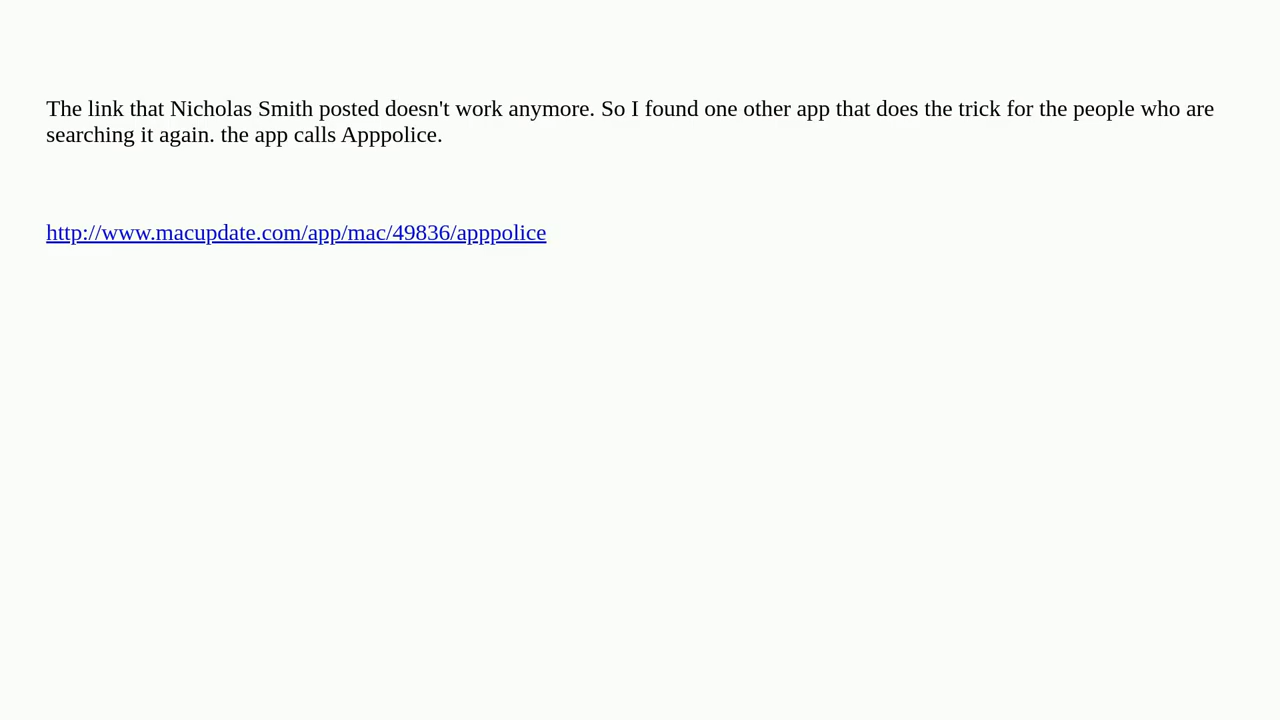 The link that Nicholas Smith posted doesn't work anymore. So I found one other app that does the trick for the people who are
searching it again. the app calls Apppolice.
http://www.macupdate.com/app/mac/49836/apppolice